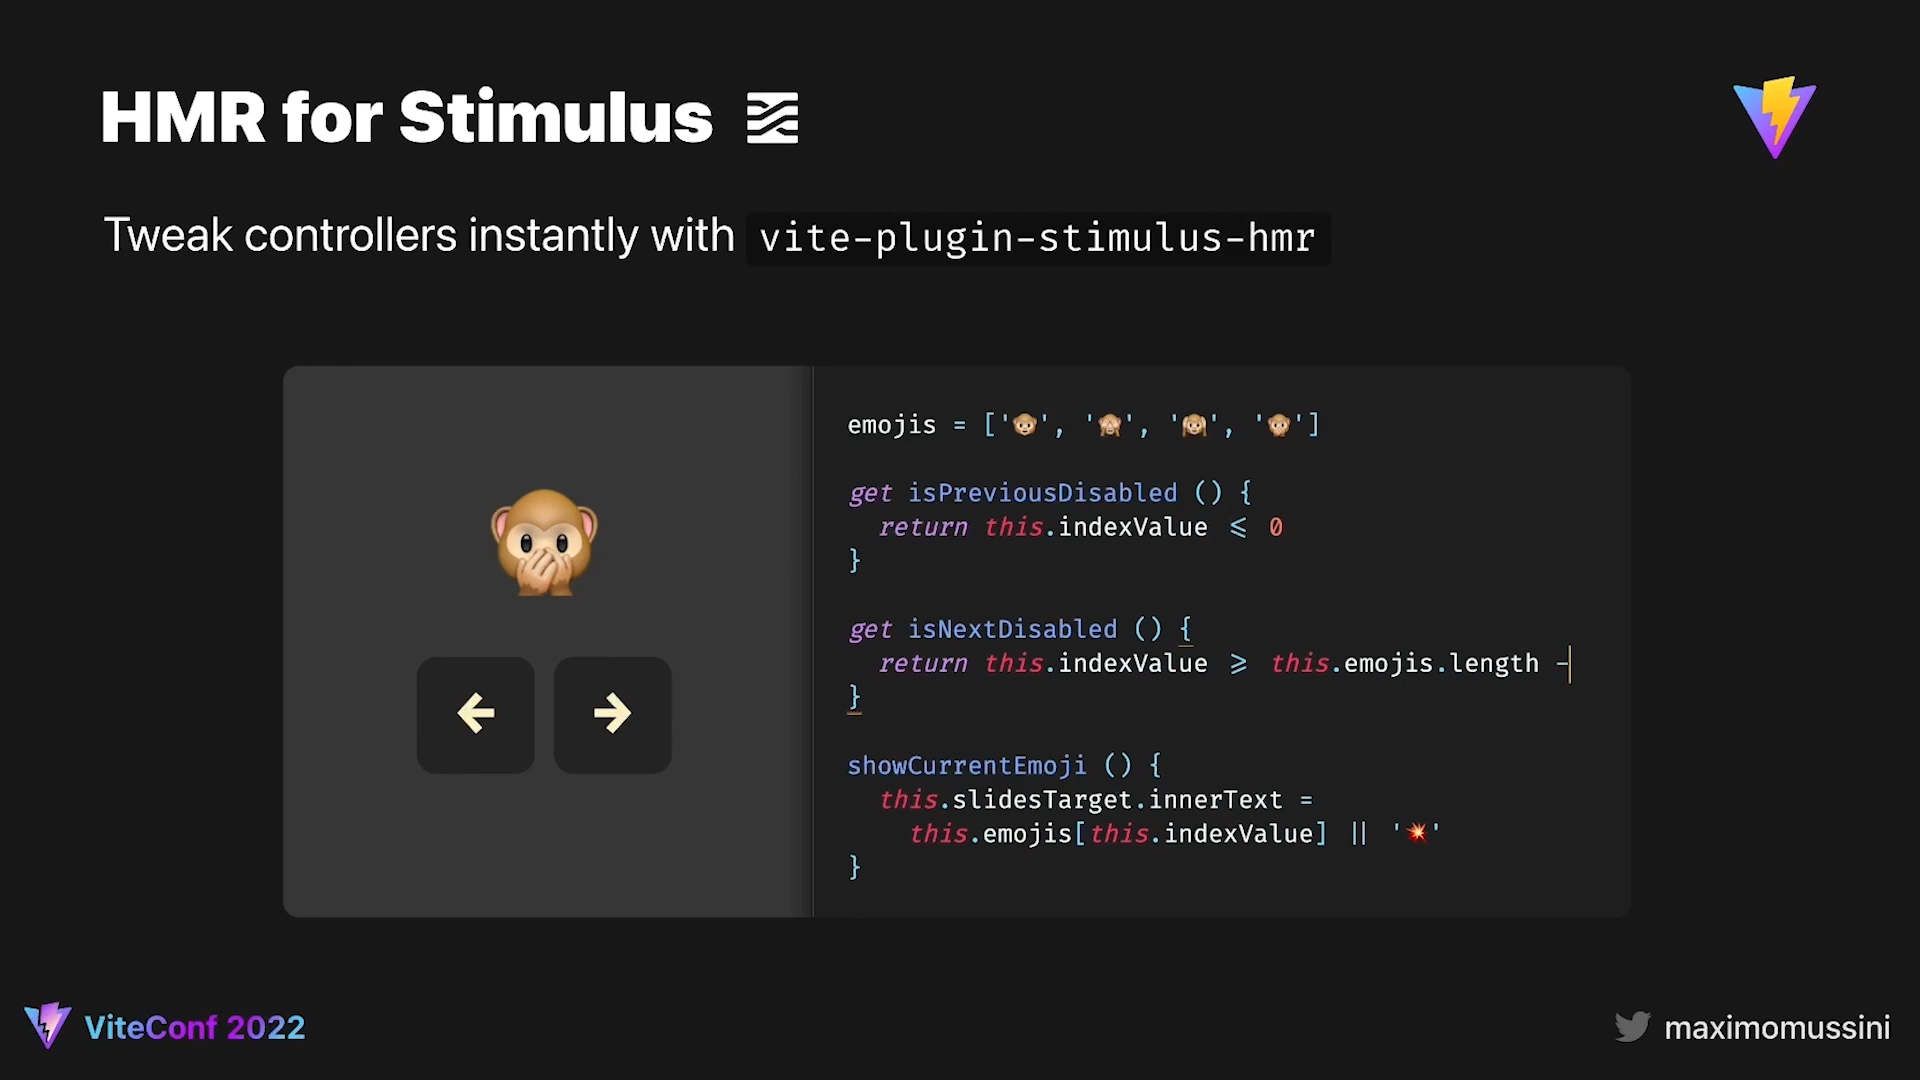 HMR for Stimulus
Tweak controllers instantly with vite-plugin-stimulus-hmr
←
→
emojis = ['🐵', '🙈', '🙉', '🙊']
get isPreviousDisabled () {
return this.indexValue ⩽ 0
}
get isNextDisabled () {
return this.indexValue ⩾ this.emojis.length -
}
showCurrentEmoji () {
this.slidesTarget.innerText =
this.emojis[this.indexValue] || '💥'
}
ViteConf 2022
maximomussini